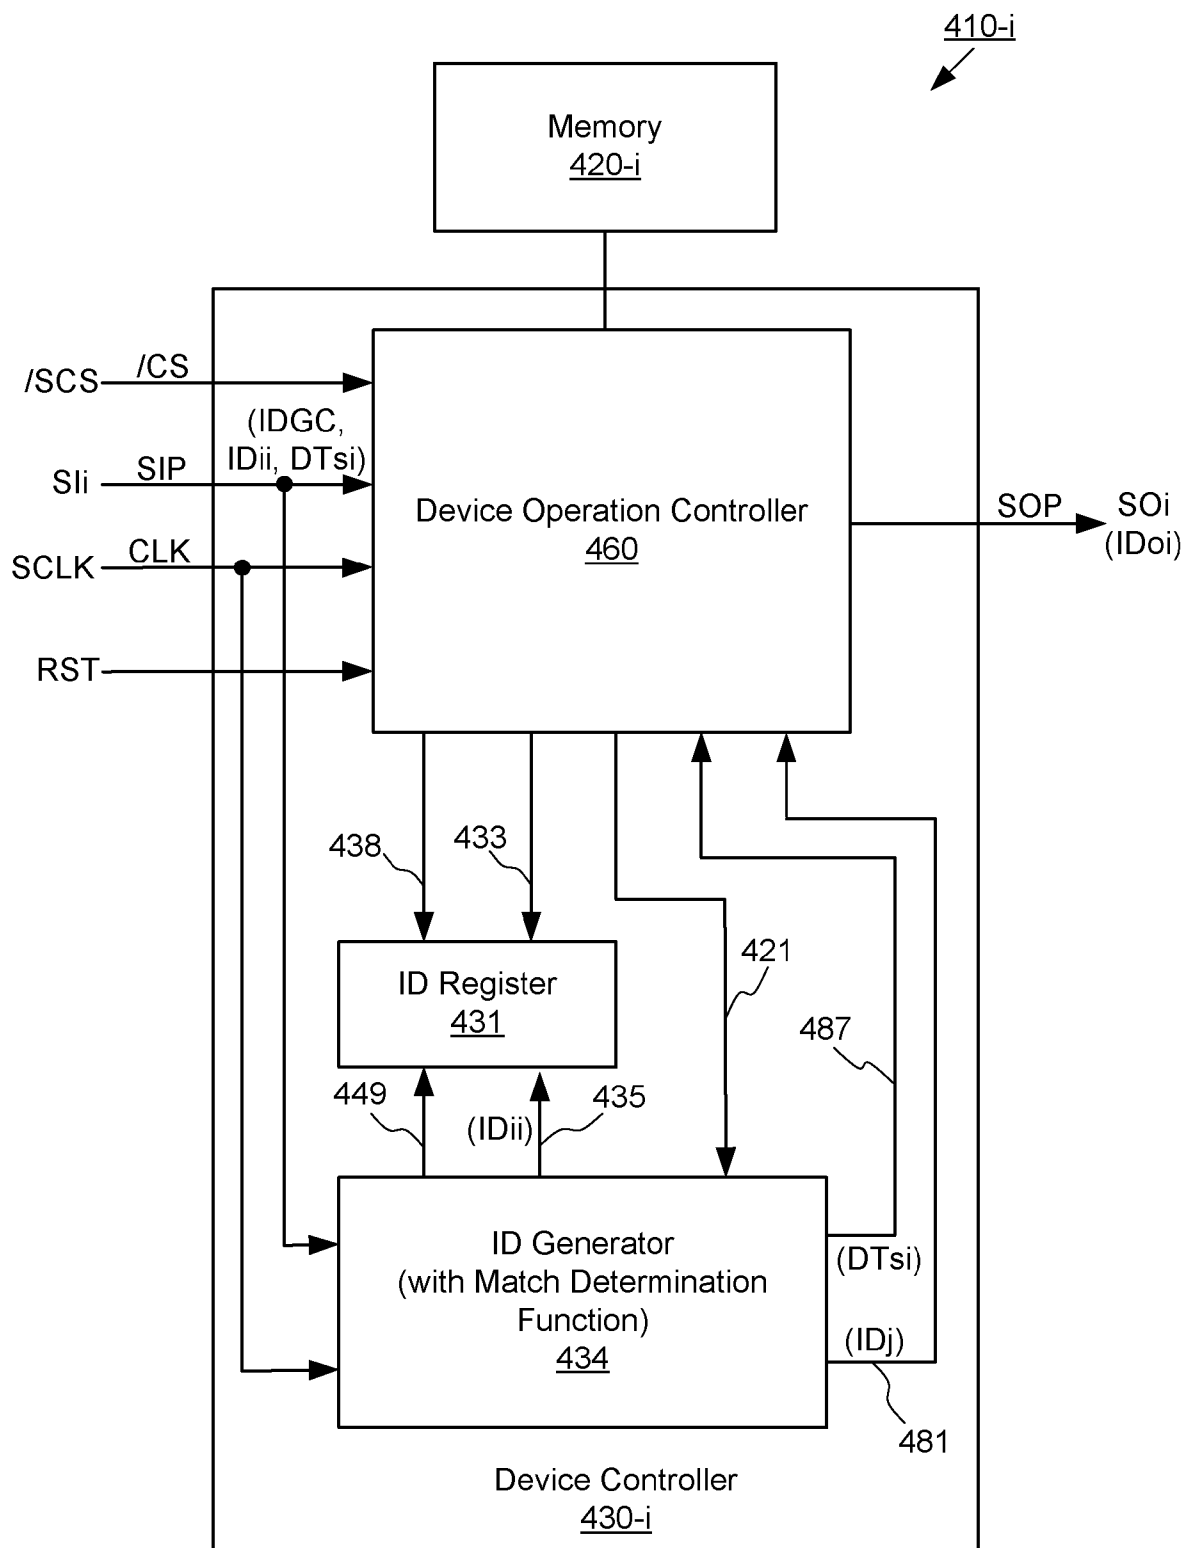 410-i
Memory
420-i
/SCS
/CS
(IDGC,
IDii, DTsi)
SIi
SIP
SCLK
CLK
RST
Device Operation Controller
460
SOP
SOi
(IDoi)
438
433
421
487
ID Register
431
449
(IDii)
435
ID Generator
(with Match Determination
Function)
434
(DTsi)
(IDj)
481
Device Controller
430-i